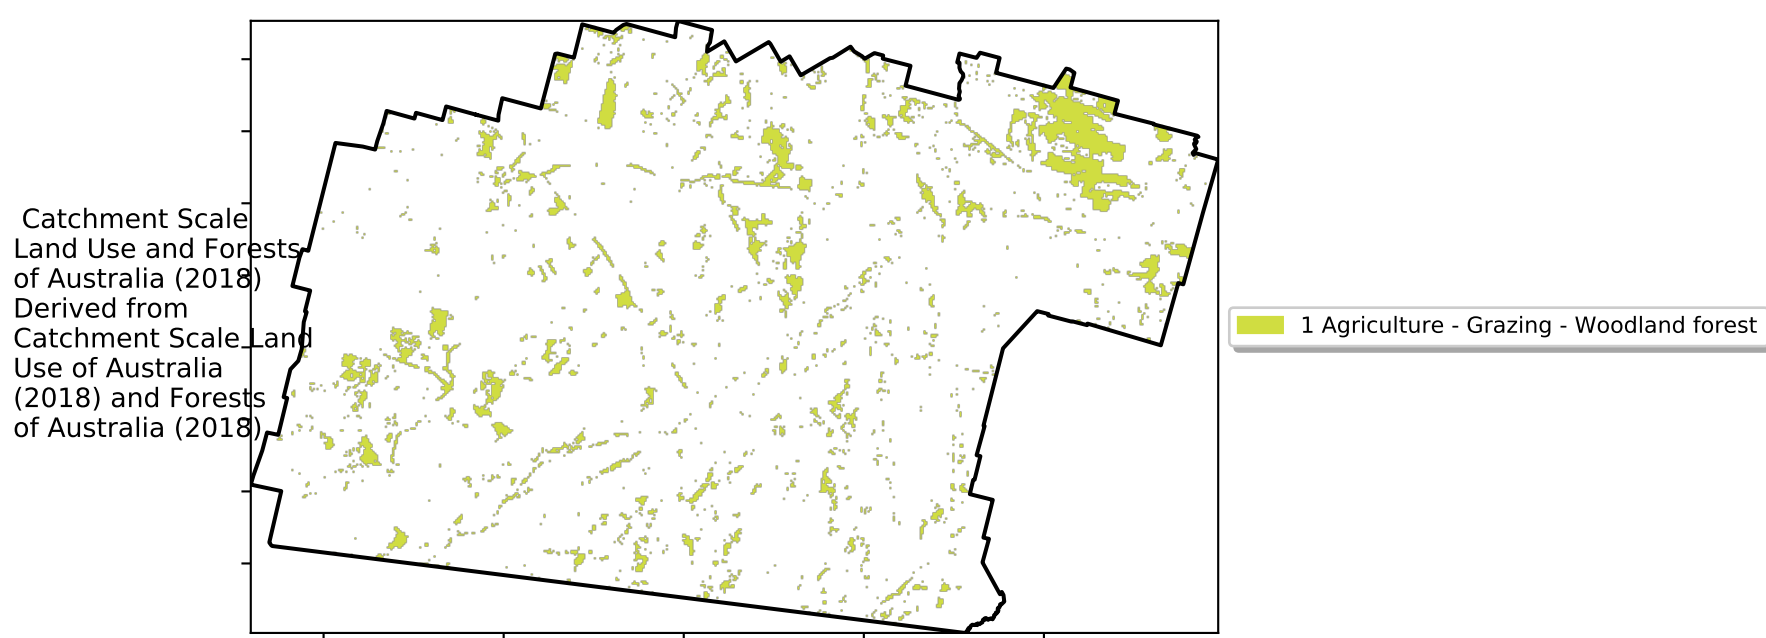 Catchment Scale
Land Use and Forests
of Australia (2018)
Derived from
Catchment Scale Land
Use of Australia
(2018) and Forests
of Australia (2018)
1 Agriculture - Grazing - Woodland forest